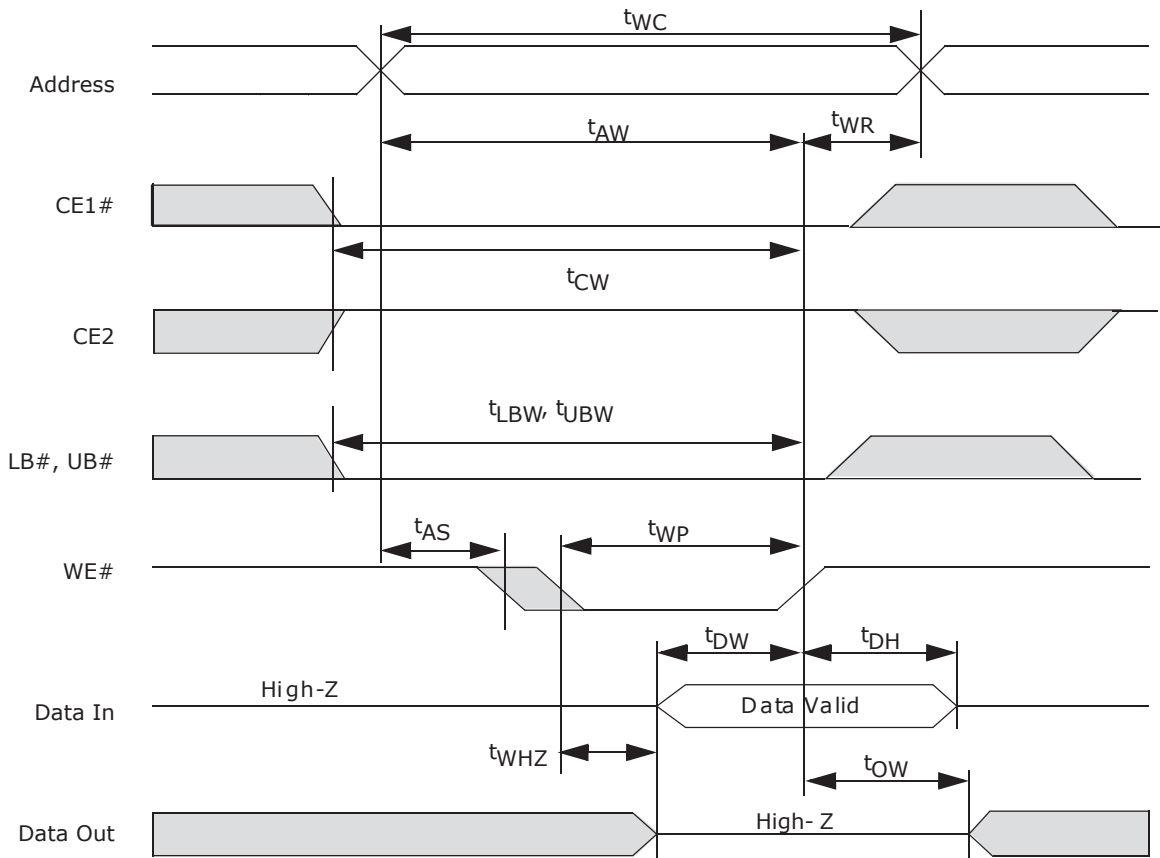 tWC
Address
tAW
tWR
CE1#
tCW
CE2
tLBW, tUBW
LB#, UB#
tAS
tWP
WE#
tDW
tDH
High-Z
Data In
Data Valid
tWHZ
tOW
Data Out
High- Z